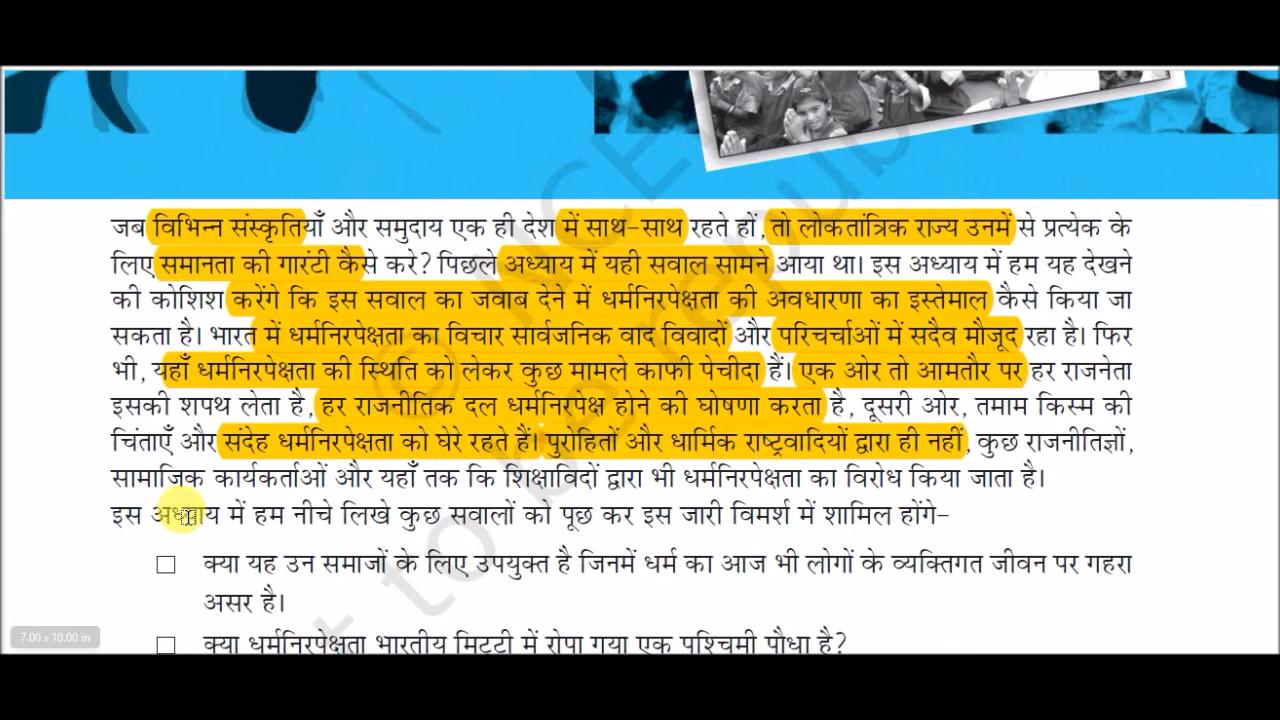 जब विभिन्न संस्कृतियाँ और समुदाय एक ही देश में साथ-साथ रहते हों, तो लोकतांत्रिक राज्य उनमें से प्रत्येक के
लिए समानता की गारंटी कैसे करे? पिछले अध्याय में यही सवाल सामने आया था। इस अध्याय में हम यह देखने
की कोशिश करेंगे कि इस सवाल का जवाब देने में धर्मनिरपेक्षता की अवधारणा का इस्तेमाल कैसे किया जा
सकता है। भारत में धर्मनिरपेक्षता का विचार सार्वजनिक वाद विवादों और परिचर्चाओं में सदैव मौजूद रहा है। फिर
भी, यहाँ धर्मनिरपेक्षता की स्थिति को लेकर कुछ मामले काफी पेचीदा हैं। एक ओर तो आमतौर पर हर राजनेता
इसकी शपथ लेता है, हर राजनीतिक दल धर्मनिरपेक्ष होने की घोषणा करता है, दूसरी ओर, तमाम किस्म की
चिंताएँ और संदेह धर्मनिरपेक्षता को घेरे रहते हैं। पुरोहितों और धार्मिक राष्ट्रवादियों द्वारा ही नहीं, कुछ राजनीतिज्ञों,
सामाजिक कार्यकर्ताओं और यहाँ तक कि शिक्षाविदों द्वारा भी धर्मनिरपेक्षता का विरोध किया जाता है।
इस अध्याय में हम नीचे लिखे कुछ सवालों को पूछ कर इस जारी विमर्श में शामिल होंगे-
क्या यह उन समाजों के लिए उपयुक्त है जिनमें धर्म का आज भी लोगों के व्यक्तिगत जीवन पर गहरा
असर है।
7.00 x 10.00 in
क्या धर्मनिरपेक्षता भारतीय मिट्टी में रोपा गया एक पश्चिमी पौधा है?